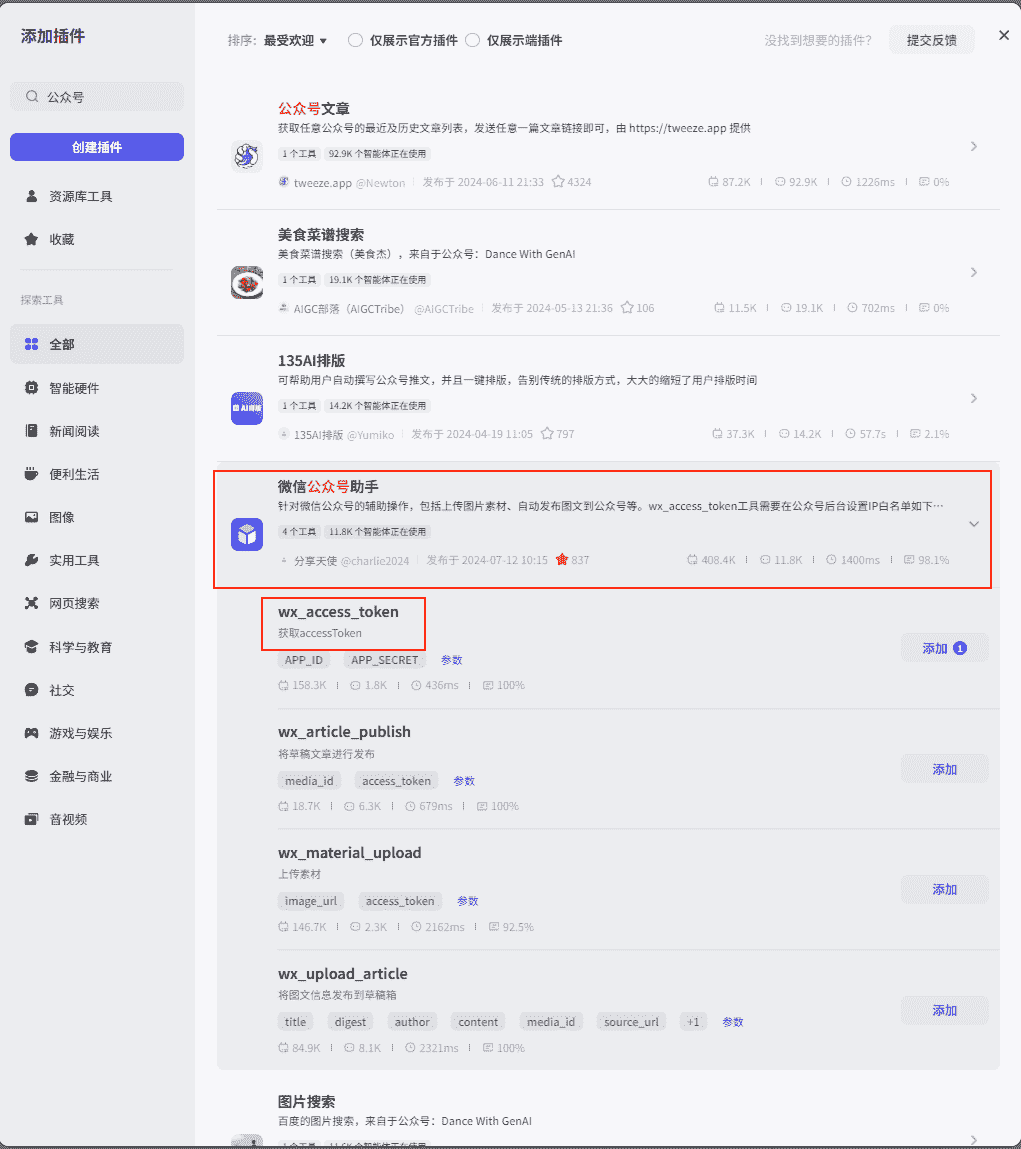 添加插件
公众号
创建插件
资源库工具
收藏
探索工具
全部
智能硬件
新闻阅读
便利生活
图像
实用工具
网页搜索
科学与教育
社交
游戏与娱乐
金融与商业
音视频
排序: 最受欢迎 仅展示官方插件 仅展示端插件 没找到想要的插件? 提交反馈
公众号文章
获取任意公众号的最近及历史文章列表，发送任意一篇文章链接即可，由 https://tweeze.app 提供
1 个工具 92.9K 个智能体正在使用
tweeze.app @Newton 发布于 2024-06-11 21:33 4324 87.2K 92.9K 1226ms 0%
美食菜谱搜索
美食菜谱搜索（美食杰），来自于公众号：Dance With GenAI
1 个工具 19.1K 个智能体正在使用
AIGC部落（AIGCTribe） @AIGCTribe 发布于 2024-05-13 21:36 106 11.5K 19.1K 702ms 0%
135AI排版
可帮助用户自动撰写公众号推文，并且一键排版，告别传统的排版方式，大大的缩短了用户排版时间
1 个工具 14.2K 个智能体正在使用
AI排版
135AI排版 @Yumiko 发布于 2024-04-19 11:05 797 37.3K 14.2K 57.7s 2.1%
微信公众号助手
针对微信公众号的辅助操作，包括上传图片素材、自动发布图文到公众号等。wx_access_token工具需要在公众号后台设置IP白名单如下…
4 个工具 11.8K 个智能体正在使用
分享天使 @charlie2024 发布于 2024-07-12 10:15 837 408.4K 11.8K 1400ms 98.1%
wx_access_token
获取accessToken
APP_ID APP_SECRET 参数
添加 1
158.3K 1.8K 436ms 100%
wx_article_publish
将草稿文章进行发布
media_id access_token 参数
添加
18.7K 6.3K 679ms 100%
wx_material_upload
上传素材
image_url access_token 参数
添加
146.7K 2.3K 2162ms 92.5%
wx_upload_article
将图文信息发布到草稿箱
title digest author content media_id source_url +1 参数
添加
84.9K 8.1K 2321ms 100%
图片搜索
百度的图片搜索，来自于公众号：Dance With GenAI
1 个工具 11.6K 个智能体正在使用